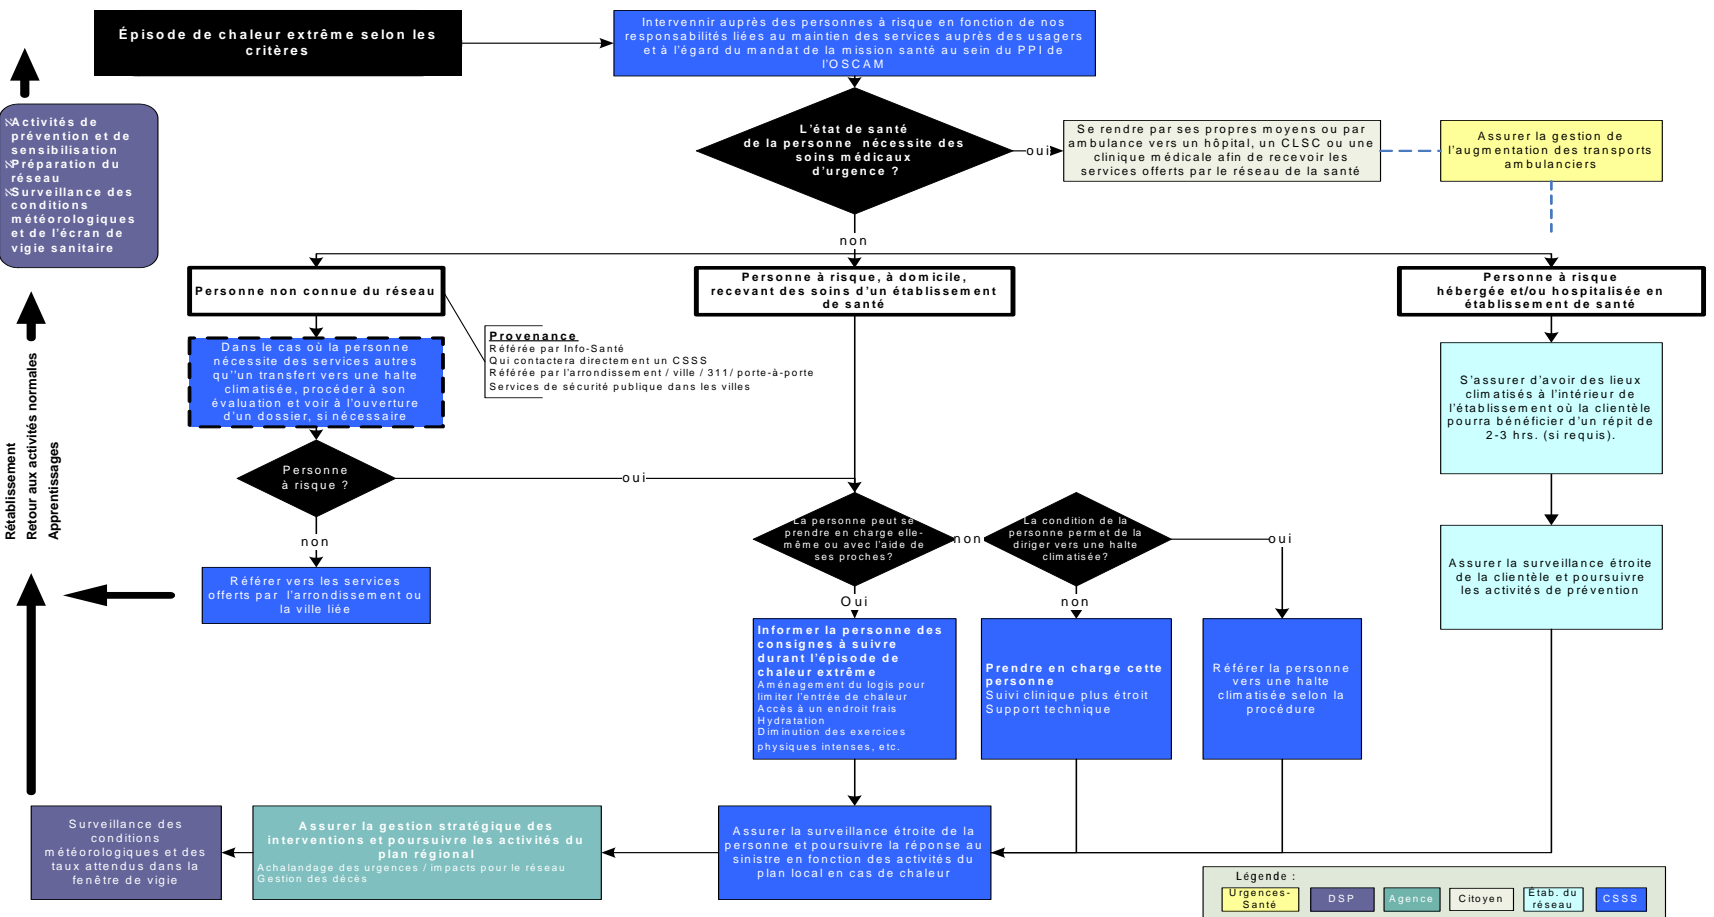 Épisode de chaleur extrême selon les
critères
Intervennir auprès des personnes à risque en fonction de nos
responsabilités liées au maintien des services auprès des usagers
et à l'égard du mandat de la mission santé au sein du PPI de
l'OSCAM
Activités de
prévention et de
sensibilisation
Préparation du
réseau
Surveillance des
conditions
météorologiques
et de l'écran de
vigie sanitaire
L'état de santé
de la personne nécessite des
soins médicaux
d'urgence ?
oui
Se rendre par ses propres moyens ou par
ambulance vers un hôpital, un CLSC ou une
clinique médicale afin de recevoir les
services offerts par le réseau de la santé
Assurer la gestion de
l'augmentation des transports
ambulanciers
non
Personne non connue du réseau
Personne à risque, à domicile,
recevant des soins d'un établissement
de santé
Personne à risque
hébergée et/ou hospitalisée en
établissement de santé
Provenance
Référée par Info-Santé
Qui contactera directement un CSSS
Référée par l'arrondissement / ville / 311/ porte-à-porte
Services de sécurité publique dans les villes
Dans le cas où la personne
nécessite des services autres
qu''un transfert vers une halte
climatisée, procéder à son
évaluation et voir à l'ouverture
d'un dossier, si nécessaire
S'assurer d'avoir des lieux
climatisés à l'intérieur de
l'établissement où la clientèle
pourra bénéficier d'un répit de
2-3 hrs. (si requis).
Rétablissement
Retour aux activités normales
Apprentissages
Personne
à risque ?
oui
non
La personne peut se
prendre en charge elle-
même ou avec l'aide de
ses proches?
non
La condition de la
personne permet de la
diriger vers une halte
climatisée?
oui
Assurer la surveillance étroite
de la clientèle et poursuivre
les activités de prévention
Référer vers les services
offerts par l'arrondissement ou
la ville liée
Oui
non
Informer la personne des
consignes à suivre
durant l'épisode de
chaleur extrême
Aménagement du logis pour
limiter l'entrée de chaleur
Accès à un endroit frais
Hydratation
Diminution des exercices
physiques intenses, etc.
Prendre en charge cette
personne
Suivi clinique plus étroit
Support technique
Référer la personne
vers une halte
climatisée selon la
procédure
Surveillance des
conditions
météorologiques et des
taux attendus dans la
fenêtre de vigie
Assurer la gestion stratégique des
interventions et poursuivre les activités du
plan régional
Achalandage des urgences / impacts pour le réseau
Gestion des décès
Assurer la surveillance étroite de la
personne et poursuivre la réponse au
sinistre en fonction des activités du
plan local en cas de chaleur
Légende :
Urgences-
Santé
DSP
Agence
Citoyen
Étab. du
réseau
CSSS